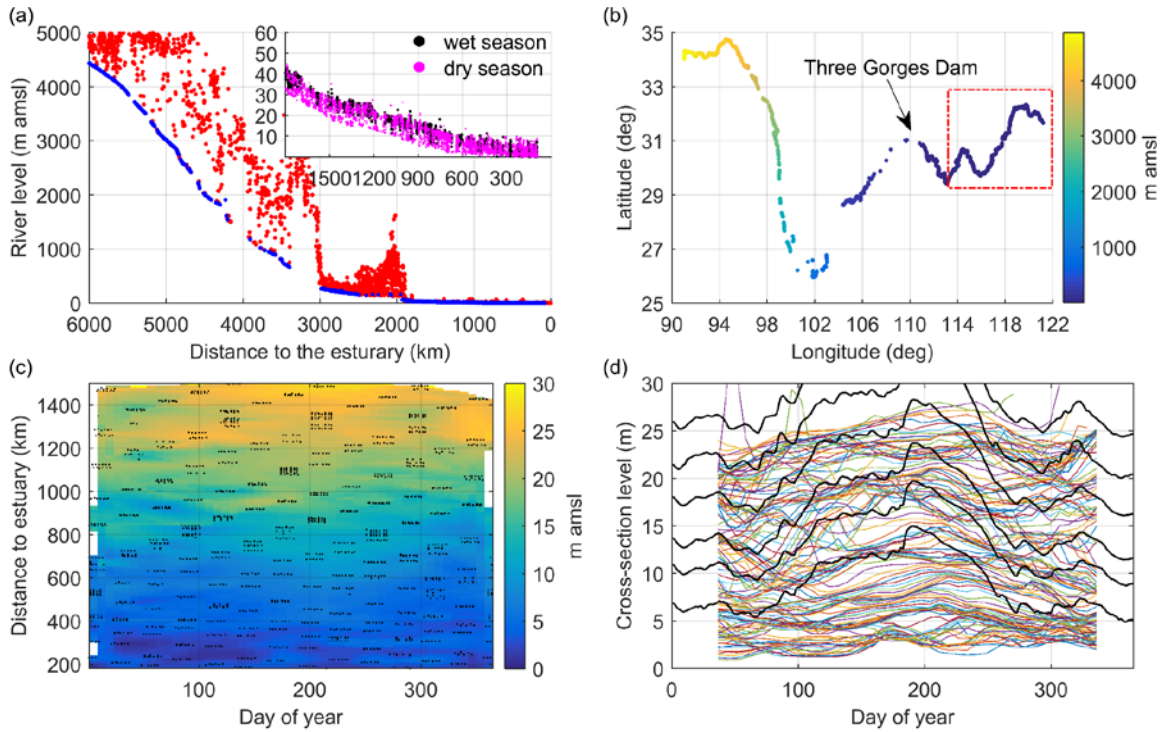 (a)
5000
4000
3000
2000
1000
0
River level (m amsl)
60
50
40
30
20
10
wet season
dry season
1500 1200 900 600 300 0
6000 5000 4000 3000 2000 1000 0
Distance to the esturary (km)
(b)
35
33
31
29
27
25
Latitude (deg)
Three Gorges Dam
90 94 98 102 106 110 114 118 122
Longitude (deg)
4000
3000
2000
1000
m amsl
(c)
1400
1200
1000
800
600
400
200
Distance to estuary (km)
100 200 300
Day of year
30
25
20
15
10
5
0
m amsl
(d)
30
25
20
15
10
5
0
Cross-section level (m)
0 100 200 300
Day of year